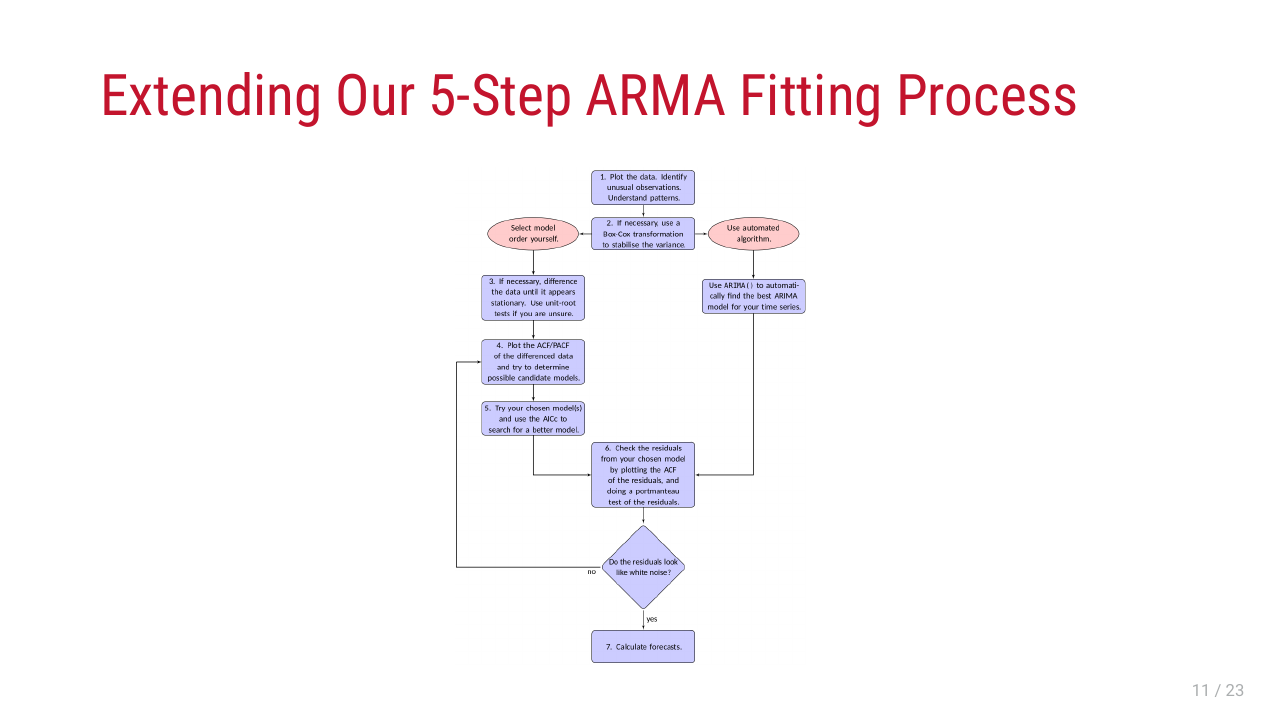 Extending Our 5-Step ARMA Fitting Process
1. Plot the data. Identify
unusual observations.
Understand patterns.
Select model
order yourself.
2. If necessary, use a
Box-Cox transformation
to stabilise the variance.
Use automated
algorithm.
3. If necessary, difference
the data until it appears
stationary. Use unit-root
tests if you are unsure.
Use ARIMA() to automati-
cally find the best ARIMA
model for your time series.
4. Plot the ACF/PACF
of the differenced data
and try to determine
possible candidate models.
5. Try your chosen model(s)
and use the AICc to
search for a better model.
6. Check the residuals
from your chosen model
by plotting the ACF
of the residuals, and
doing a portmanteau
test of the residuals.
Do the residuals look
like white noise?
no
yes
7. Calculate forecasts.
11 / 23